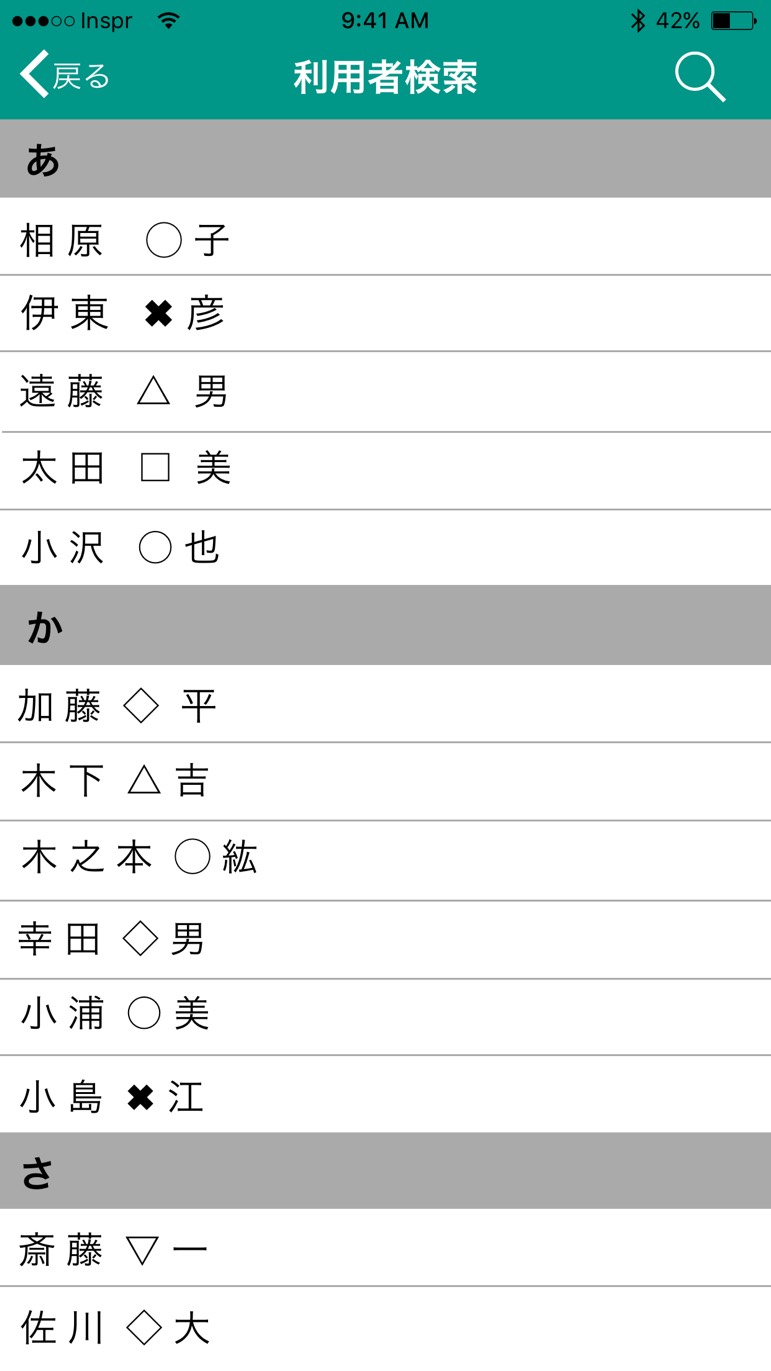 ●●●○○ Inspr 9:41 AM 42%
戻る 利用者検索
あ
相原 ◯子
伊東 ✖彦
遠藤 △ 男
太田 □ 美
小沢 ◯也
か
加藤 ◇ 平
木下 △吉
木之本 ◯紘
幸田 ◇男
小浦 ◯美
小島 ✖江
さ
斎藤 ▽一
佐川 ◇大